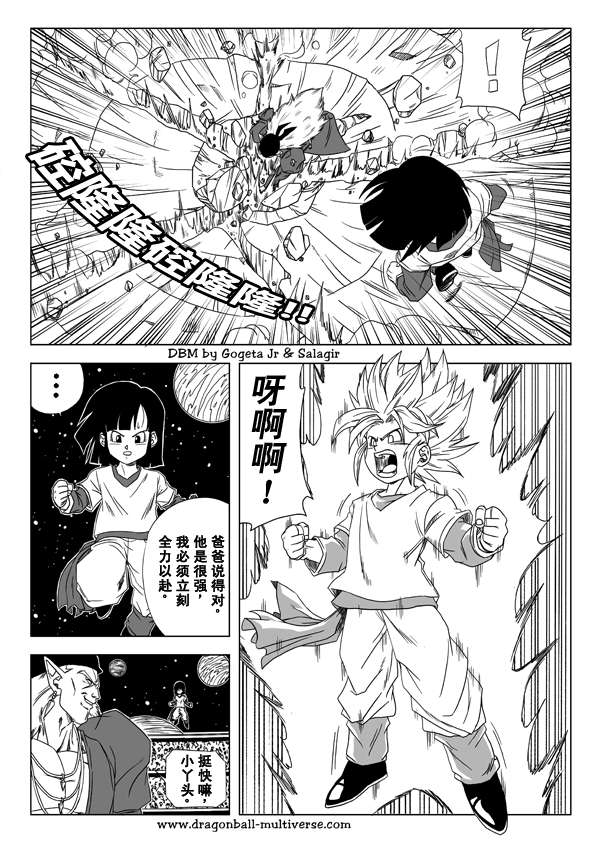 !
硿隆隆硿隆隆!!
DBM by Gogeta Jr & Salagir
...
爸爸说得对。
他是很强，
我必须立刻
全力以赴。
呀啊啊！
挺快嘛，
小丫头。
www.dragonball-multiverse.com